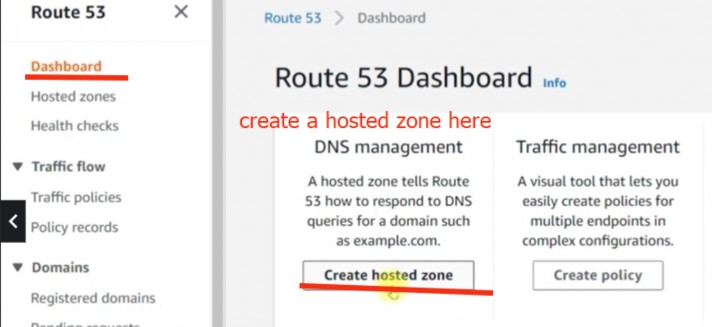 Route 53
Dashboard
Hosted zones
Health checks
Traffic flow
Traffic policies
Policy records
Domains
Registered domains
Pending requests
Route 53 > Dashboard
Route 53 Dashboard Info
create a hosted zone here
DNS management
A hosted zone tells Route
53 how to respond to DNS
queries for a domain such
as example.com.
Create hosted zone
Traffic management
A visual tool that lets you
easily create policies for
multiple endpoints in
complex configurations.
Create policy